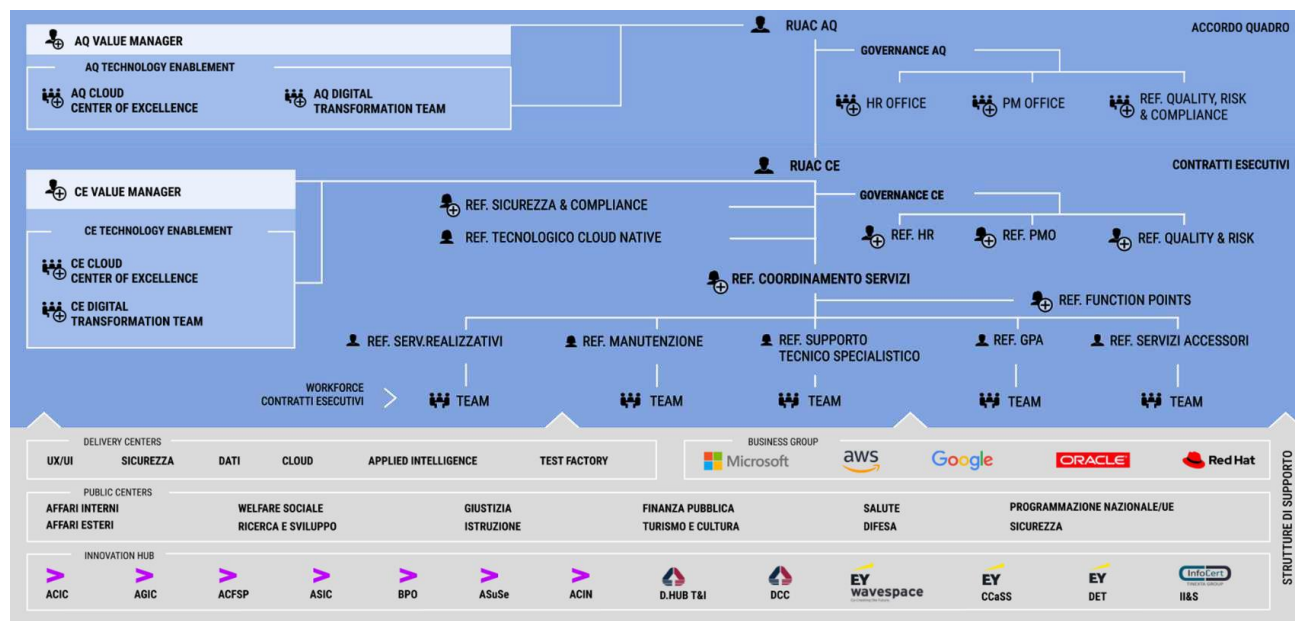 RUAC AQ
ACCORDO QUADRO
AQ VALUE MANAGER
AQ TECHNOLOGY ENABLEMENT
AQ CLOUD
CENTER OF EXCELLENCE
AQ DIGITAL
TRANSFORMATION TEAM
GOVERNANCE AQ
HR OFFICE
PM OFFICE
REF. QUALITY, RISK
& COMPLIANCE
RUAC CE
CONTRATTI ESECUTIVI
CE VALUE MANAGER
CE TECHNOLOGY ENABLEMENT
CE CLOUD
CENTER OF EXCELLENCE
CE DIGITAL
TRANSFORMATION TEAM
REF. SICUREZZA & COMPLIANCE
REF. TECNOLOGICO CLOUD NATIVE
GOVERNANCE CE
REF. HR
REF. PMO
REF. QUALITY & RISK
REF. COORDINAMENTO SERVIZI
REF. FUNCTION POINTS
REF. SERV.REALIZZATIVI
REF. MANUTENZIONE
REF. SUPPORTO
TECNICO SPECIALISTICO
REF. GPA
REF. SERVIZI ACCESSORI
WORKFORCE
CONTRATTI ESECUTIVI
TEAM
TEAM
TEAM
TEAM
TEAM
STRUTTURE DI SUPPORTO
DELIVERY CENTERS
UX/UI
SICUREZZA
DATI
CLOUD
APPLIED INTELLIGENCE
TEST FACTORY
BUSINESS GROUP
Microsoft
aws
Google
ORACLE
Red Hat
PUBLIC CENTERS
AFFARI INTERNI
AFFARI ESTERI
WELFARE SOCIALE
RICERCA E SVILUPPO
GIUSTIZIA
ISTRUZIONE
FINANZA PUBBLICA
TURISMO E CULTURA
SALUTE
DIFESA
PROGRAMMAZIONE NAZIONALE/UE
SICUREZZA
INNOVATION HUB
ACIC
AGIC
ACFSP
ASIC
BPO
ASuSe
ACIN
D.HUB T&I
DCC
EY
wavespace
EY
CCaSS
EY
DET
InfoCert
TINEXTA GROUP
II&S